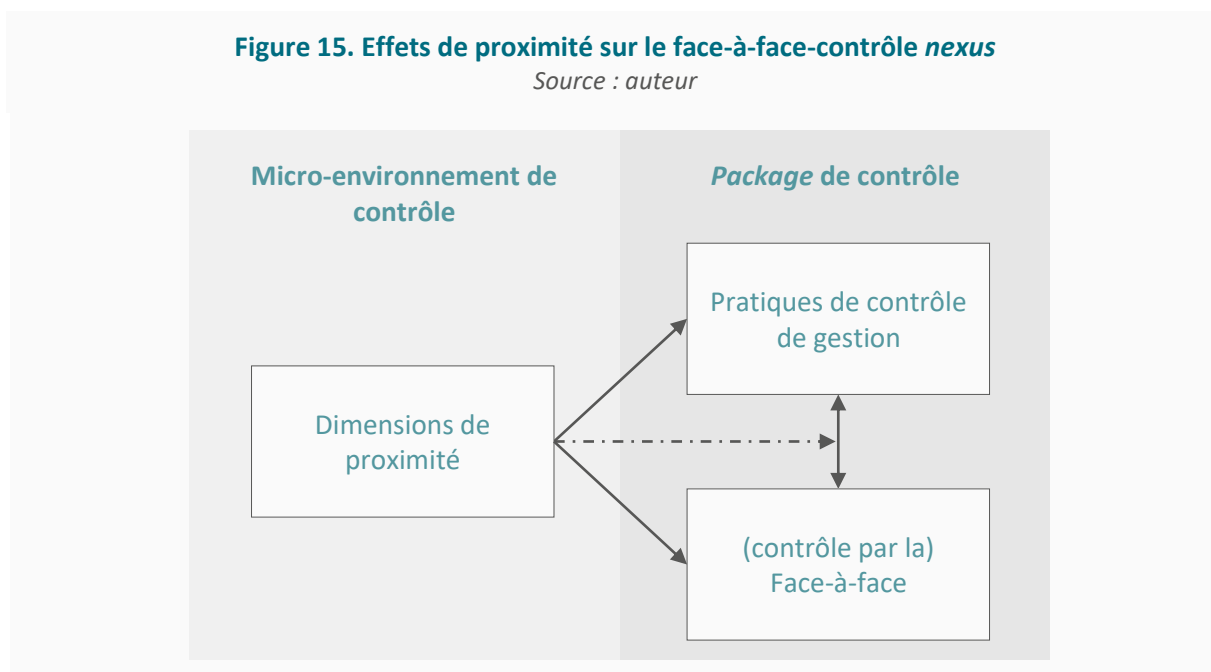 Figure 15. Effets de proximité sur le face-à-face-contrôle nexus
Source : auteur
Micro-environnement de
contrôle
Package de contrôle
Pratiques de contrôle
de gestion
Dimensions de
proximité
(contrôle par la)
Face-à-face